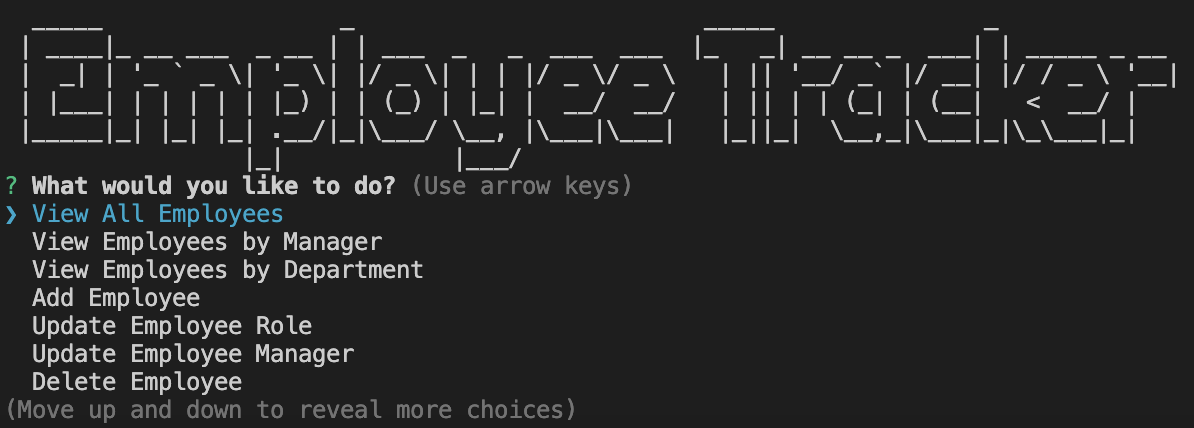 Employee Tracker
? What would you like to do? (Use arrow keys)
❯ View All Employees
View Employees by Manager
View Employees by Department
Add Employee
Update Employee Role
Update Employee Manager
Delete Employee
(Move up and down to reveal more choices)